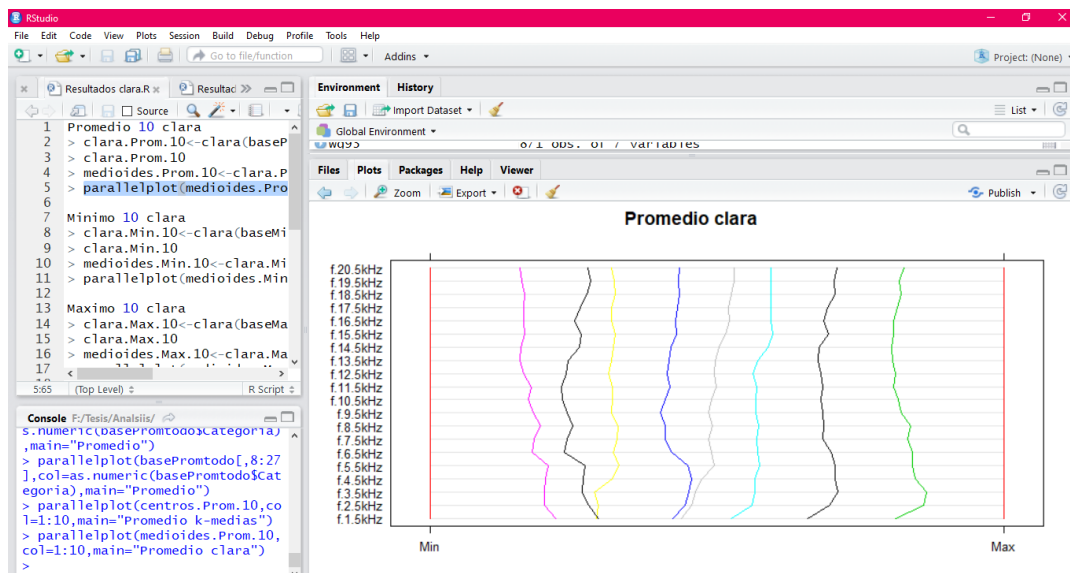 RStudio
File Edit Code View Plots Session Build Debug Profile Tools Help
Go to file/function
Addins
Project: (None)
Resultados clara.R
Resultad
Source
1 Promedio 10 clara
2 > clara.Prom.10<-clara(baseP
3 > clara.Prom.10
4 > medioides.Prom.10<-clara.P
5 > parallelplot(medioides.Pro
6
7 Minimo 10 clara
8 > clara.Min.10<-clara(baseMi
9 > clara.Min.10
10 > medioides.Min.10<-clara.Mi
11 > parallelplot(medioides.Min
12
13 Maximo 10 clara
14 > clara.Max.10<-clara(baseMa
15 > clara.Max.10
16 > medioides.Max.10<-clara.Ma
17
5:65 (Top Level) R Script
Console F:/Tesis/Analsiis/
s.numeric(basePromtodo$Categoria)
,main="Promedio")
> parallelplot(basePromtodo[,8:27
],col=as.numeric(basePromtodo$Cat
egoria),main="Promedio")
> parallelplot(centros.Prom.10,co
l=1:10,main="Promedio k-medias")
> parallelplot(medioides.Prom.10,
col=1:10,main="Promedio clara")
>
Environment History
Import Dataset
List
Global Environment
wq95 871 obs. of 7 variables
Files Plots Packages Help Viewer
Zoom Export
Publish
Promedio clara
f.20.5kHz
f.19.5kHz
f.18.5kHz
f.17.5kHz
f.16.5kHz
f.15.5kHz
f.14.5kHz
f.13.5kHz
f.12.5kHz
f.11.5kHz
f.10.5kHz
f.9.5kHz
f.8.5kHz
f.7.5kHz
f.6.5kHz
f.5.5kHz
f.4.5kHz
f.3.5kHz
f.2.5kHz
f.1.5kHz
Min Max